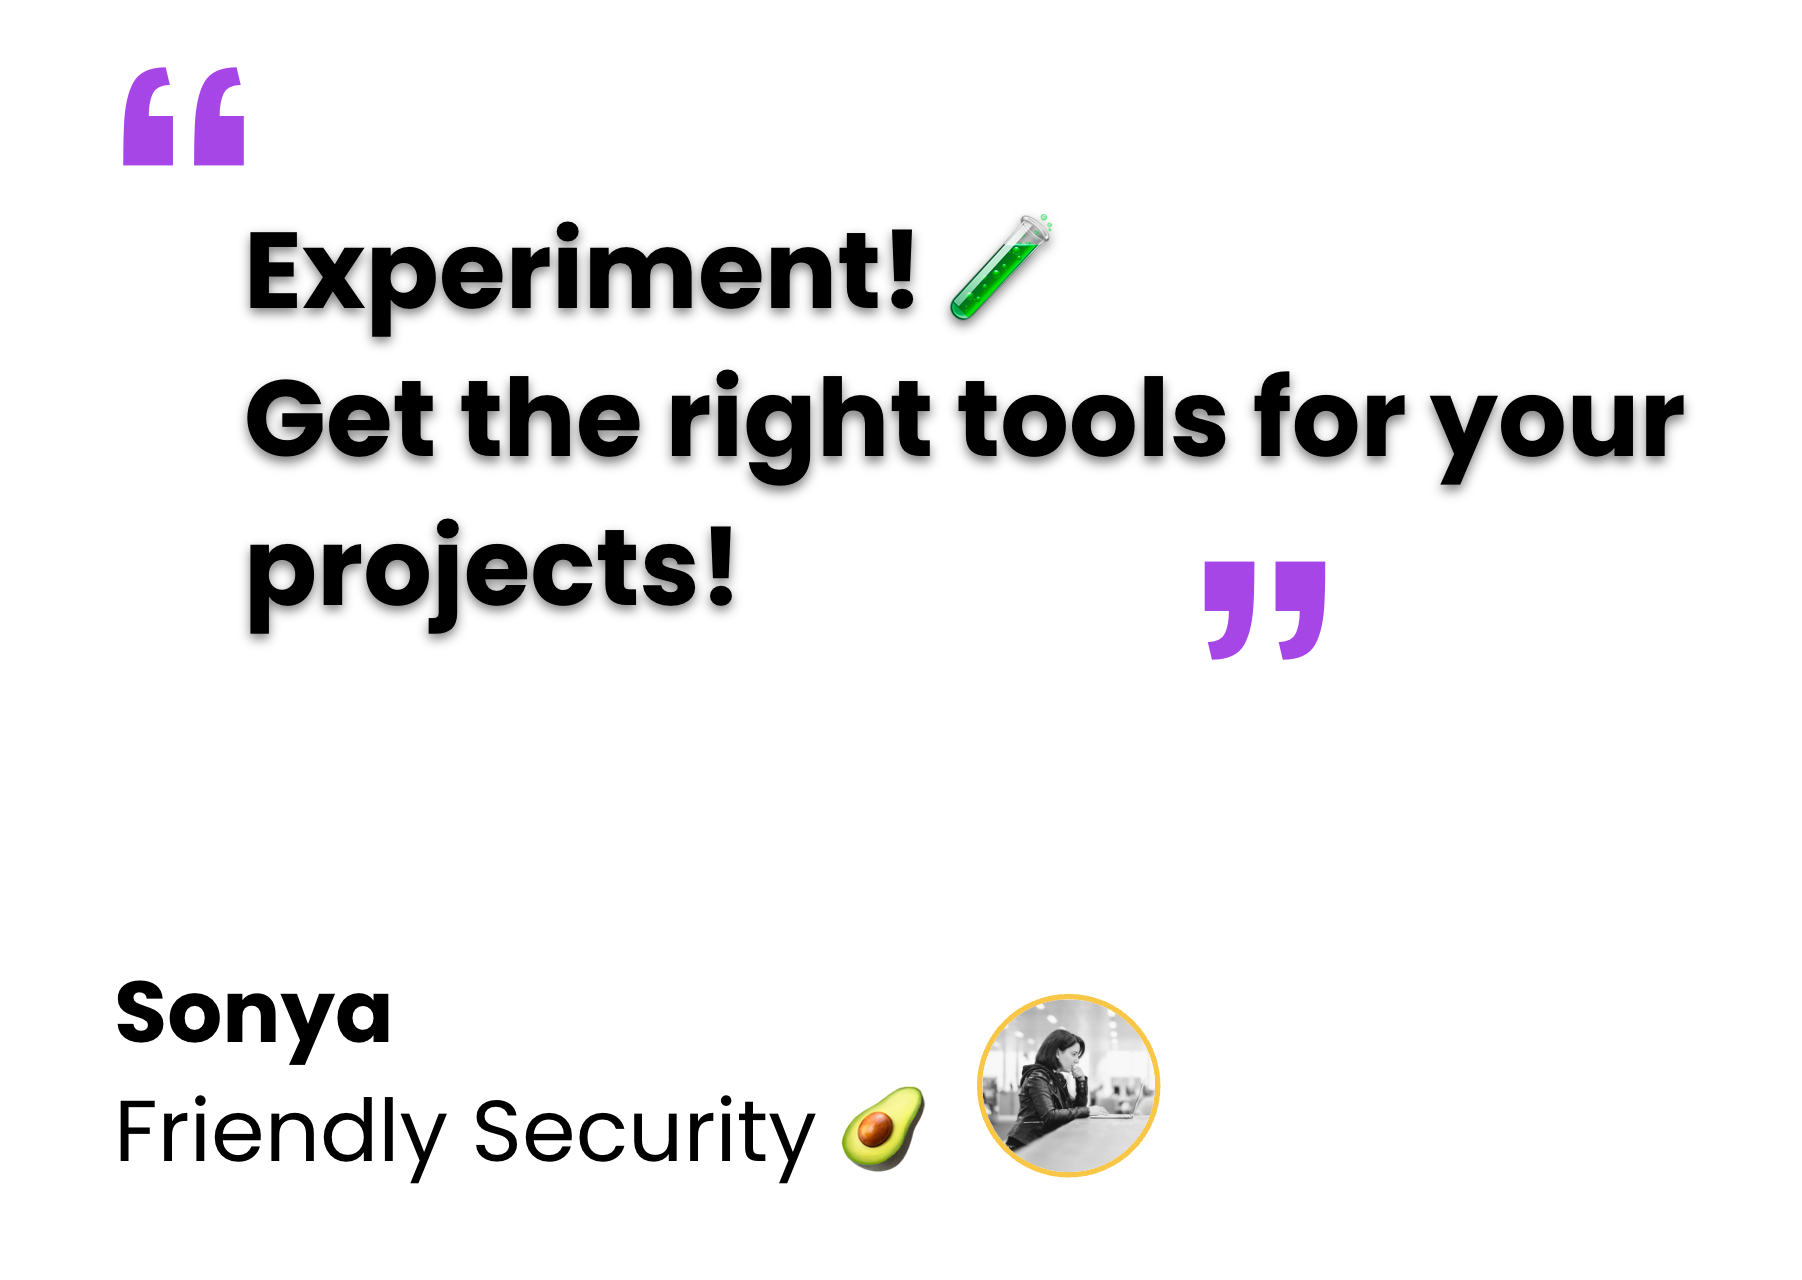 “
Experiment! 🧪
Get the right tools for your
projects!
”
Sonya
Friendly Security 🥑